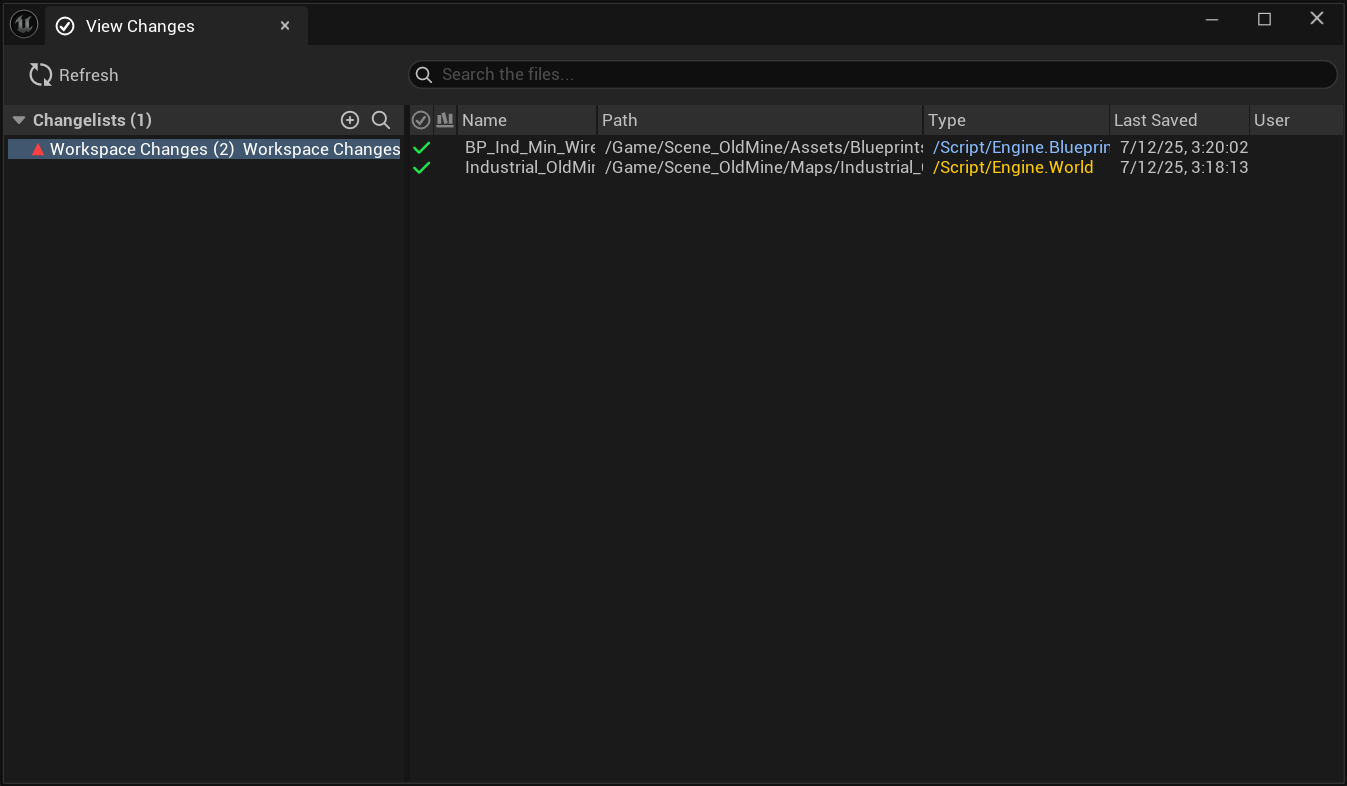 View Changes
Refresh
Search the files...
Changelists (1)
Name Path Type Last Saved User
Workspace Changes (2) Workspace Changes
BP_Ind_Min_Wire /Game/Scene_OldMine/Assets/Blueprints /Script/Engine.Blueprin 7/12/25, 3:20:02
Industrial_OldMin /Game/Scene_OldMine/Maps/Industrial_ /Script/Engine.World 7/12/25, 3:18:13